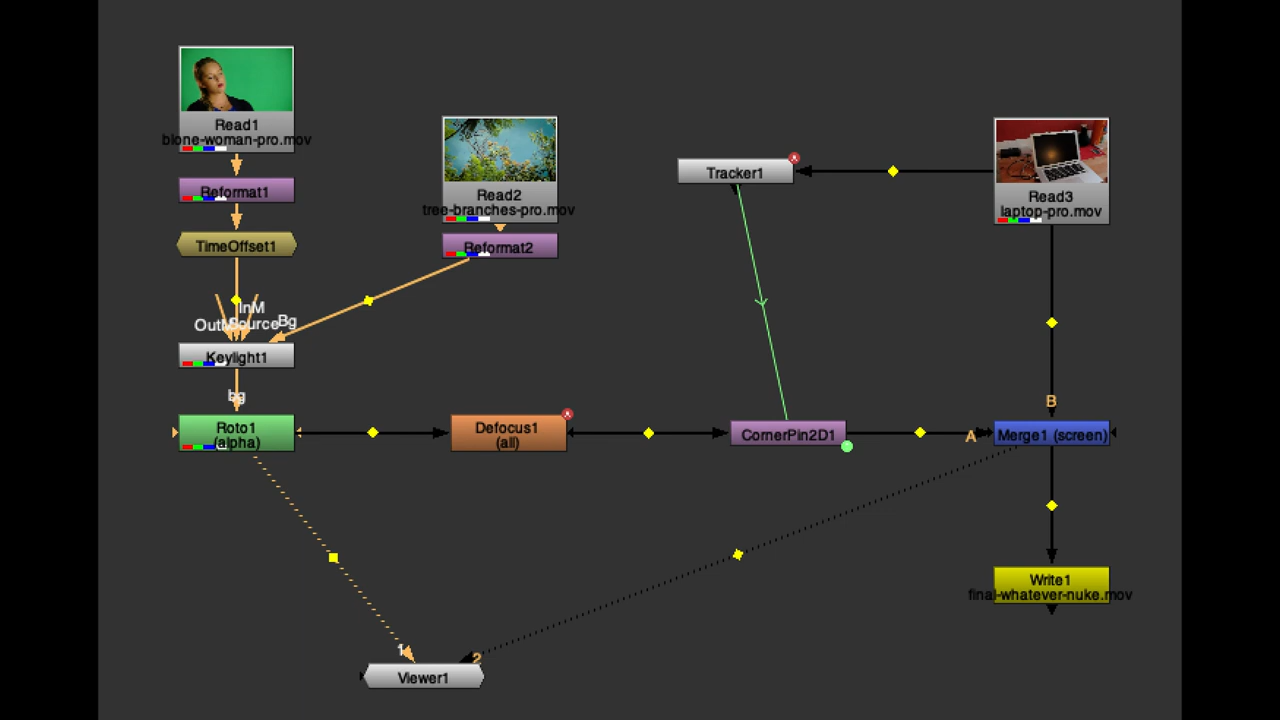 Read1
blone-woman-pro.mov
Reformat1
TimeOffset1
InM
Source
Bg
Keylight1
bg
Roto1
(alpha)
Read2
tree-branches-pro.mov
Reformat2
Defocus1
(all)
Tracker1
CornerPin2D1
Read3
laptop-pro.mov
B
A
Merge1 (screen)
Write1
final-whatever-nuke.mov
1
2
Viewer1